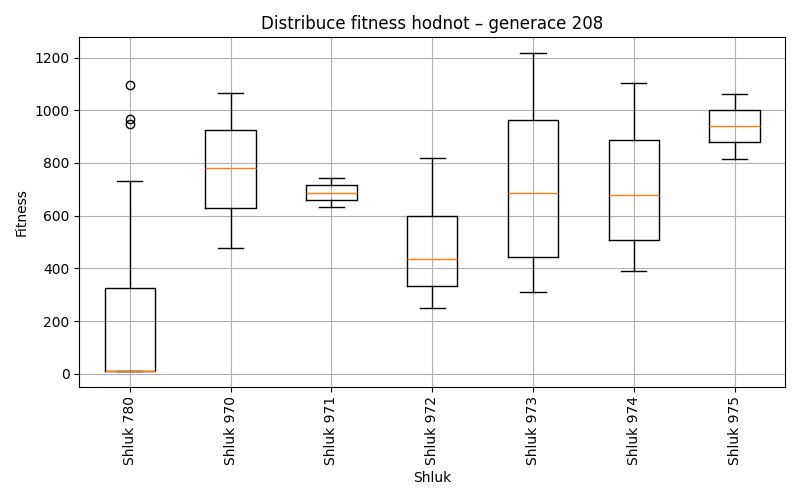 Distribuce fitness hodnot – generace 208
Fitness
1200
1000
800
600
400
200
0
Shluk 780
Shluk 970
Shluk 971
Shluk 972
Shluk 973
Shluk 974
Shluk 975
Shluk